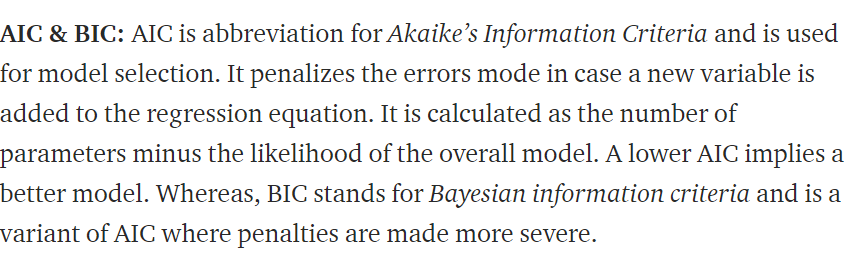 AIC & BIC: AIC is abbreviation for Akaike’s Information Criteria and is used
for model selection. It penalizes the errors mode in case a new variable is
added to the regression equation. It is calculated as the number of
parameters minus the likelihood of the overall model. A lower AIC implies a
better model. Whereas, BIC stands for Bayesian information criteria and is a
variant of AIC where penalties are made more severe.